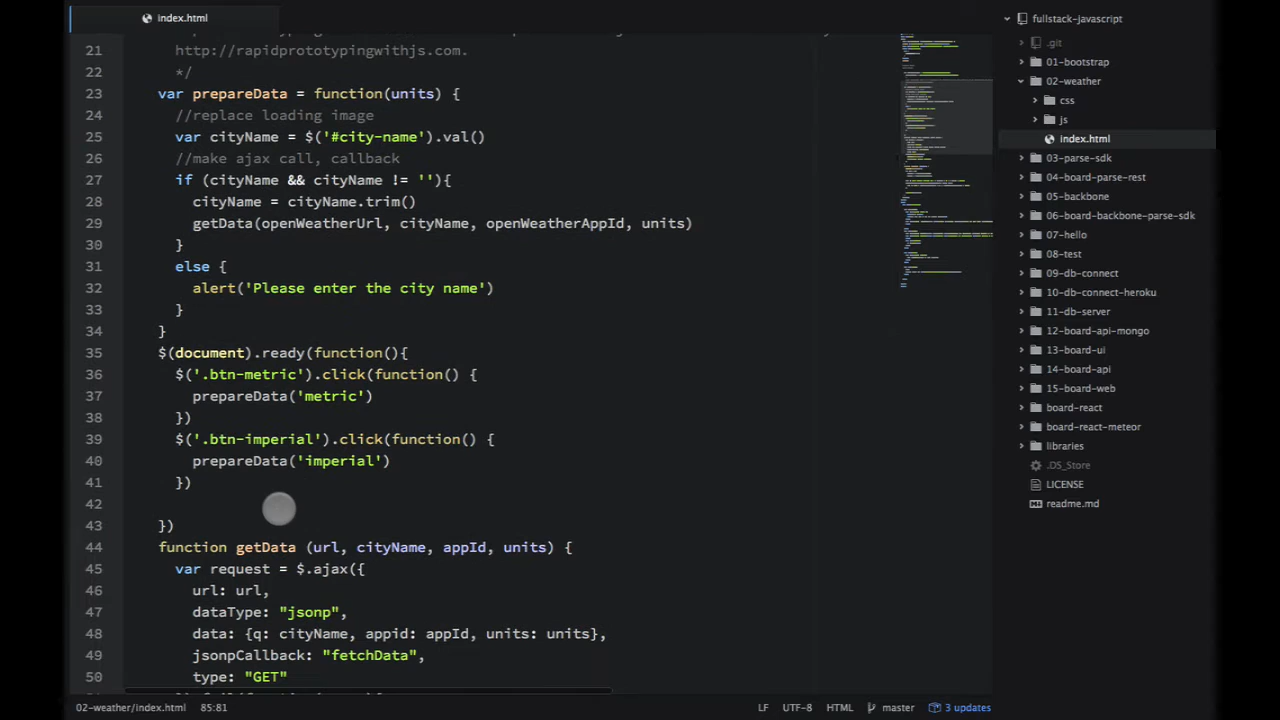 index.html
21 http://rapidprototypingwithjs.com.
22 */
23 var prepareData = function(units) {
24 //replace loading image
25 var cityName = $('#city-name').val()
26 //make ajax call, callback
27 if (cityName && cityName != ''){
28 cityName = cityName.trim()
29 getData(openWeatherUrl, cityName, openWeatherAppId, units)
30 }
31 else {
32 alert('Please enter the city name')
33 }
34 }
35 $(document).ready(function(){
36 $('.btn-metric').click(function() {
37 prepareData('metric')
38 })
39 $('.btn-imperial').click(function() {
40 prepareData('imperial')
41 })
42
43 })
44 function getData (url, cityName, appId, units) {
45 var request = $.ajax({
46 url: url,
47 dataType: "jsonp",
48 data: {q: cityName, appid: appId, units: units},
49 jsonpCallback: "fetchData",
50 type: "GET"
fullstack-javascript
.git
01-bootstrap
02-weather
css
js
index.html
03-parse-sdk
04-board-parse-rest
05-backbone
06-board-backbone-parse-sdk
07-hello
08-test
09-db-connect
10-db-connect-heroku
11-db-server
12-board-api-mongo
13-board-ui
14-board-api
15-board-web
board-react
board-react-meteor
libraries
.DS_Store
LICENSE
readme.md
02-weather/index.html 85:81
LF UTF-8 HTML master 3 updates